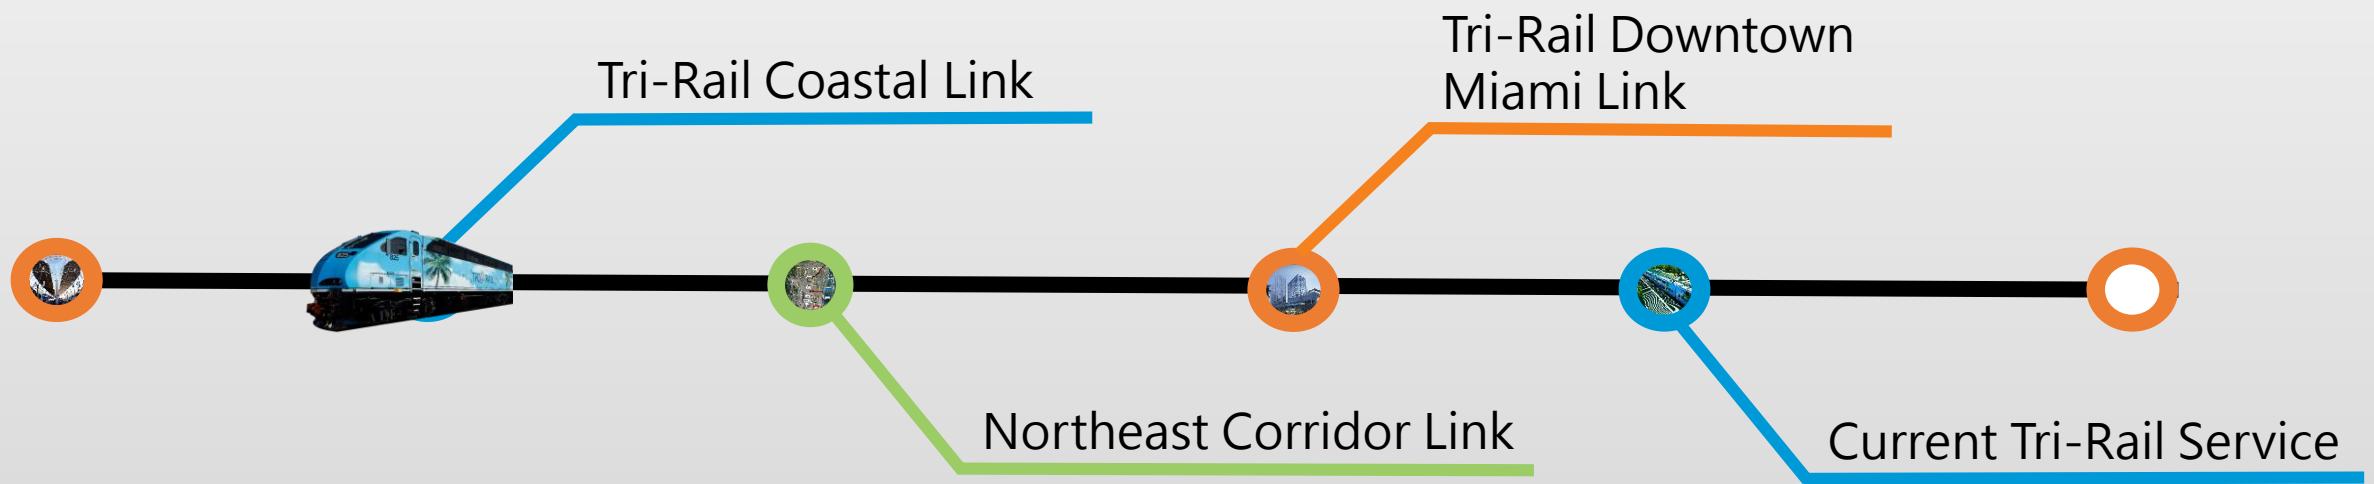 Tri-Rail Coastal Link
Tri-Rail Downtown
Miami Link
Northeast Corridor Link
Current Tri-Rail Service